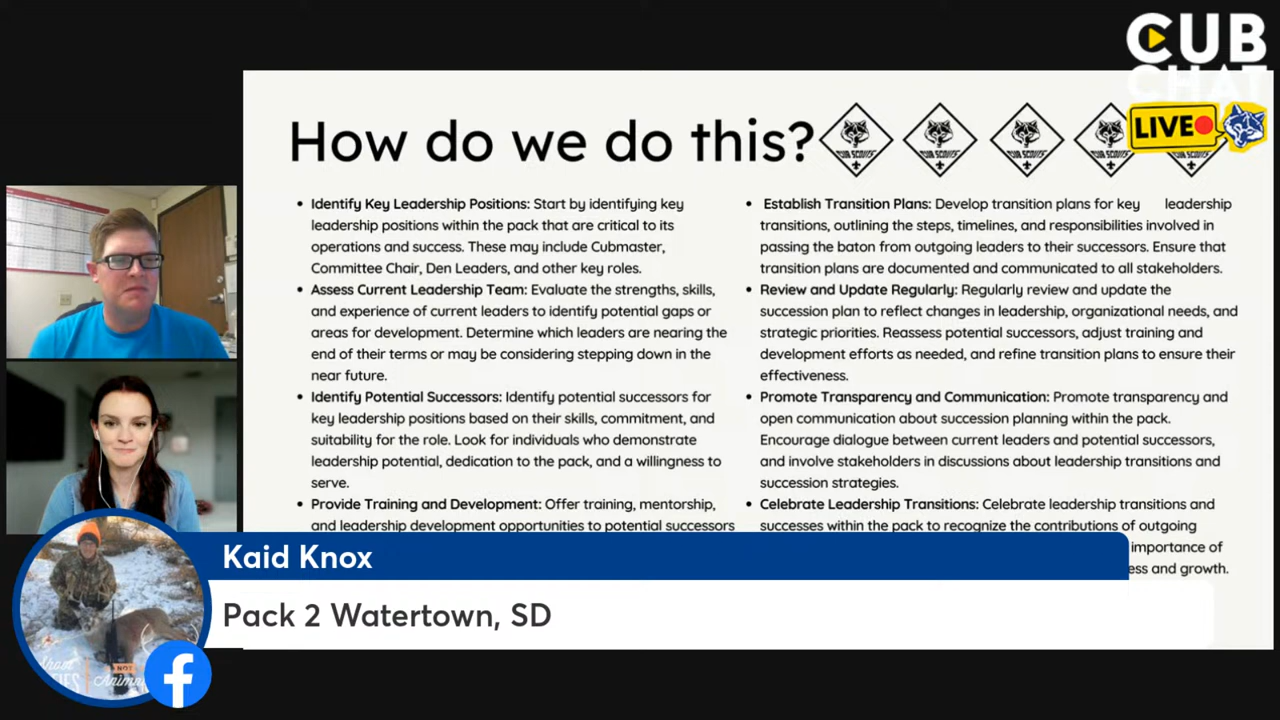 CUB
CHAT
LIVE
How do we do this?
CUB SCOUTS
CUB SCOUTS
CUB SCOUTS
CUB SCOUTS
CUB SCOUTS
• Identify Key Leadership Positions: Start by identifying key
leadership positions within the pack that are critical to its
operations and success. These may include Cubmaster,
Committee Chair, Den Leaders, and other key roles.
• Assess Current Leadership Team: Evaluate the strengths, skills,
and experience of current leaders to identify potential gaps or
areas for development. Determine which leaders are nearing the
end of their terms or may be considering stepping down in the
near future.
• Identify Potential Successors: Identify potential successors for
key leadership positions based on their skills, commitment, and
suitability for the role. Look for individuals who demonstrate
leadership potential, dedication to the pack, and a willingness to
serve.
• Provide Training and Development: Offer training, mentorship,
and leadership development opportunities to potential successors
• Establish Transition Plans: Develop transition plans for key leadership
transitions, outlining the steps, timelines, and responsibilities involved in
passing the baton from outgoing leaders to their successors. Ensure that
transition plans are documented and communicated to all stakeholders.
• Review and Update Regularly: Regularly review and update the
succession plan to reflect changes in leadership, organizational needs, and
strategic priorities. Reassess potential successors, adjust training and
development efforts as needed, and refine transition plans to ensure their
effectiveness.
• Promote Transparency and Communication: Promote transparency and
open communication about succession planning within the pack.
Encourage dialogue between current leaders and potential successors,
and involve stakeholders in discussions about leadership transitions and
succession strategies.
• Celebrate Leadership Transitions: Celebrate leadership transitions and
successes within the pack to recognize the contributions of outgoing
importance of
ess and growth.
Kaid Knox
Pack 2 Watertown, SD
NOT
f